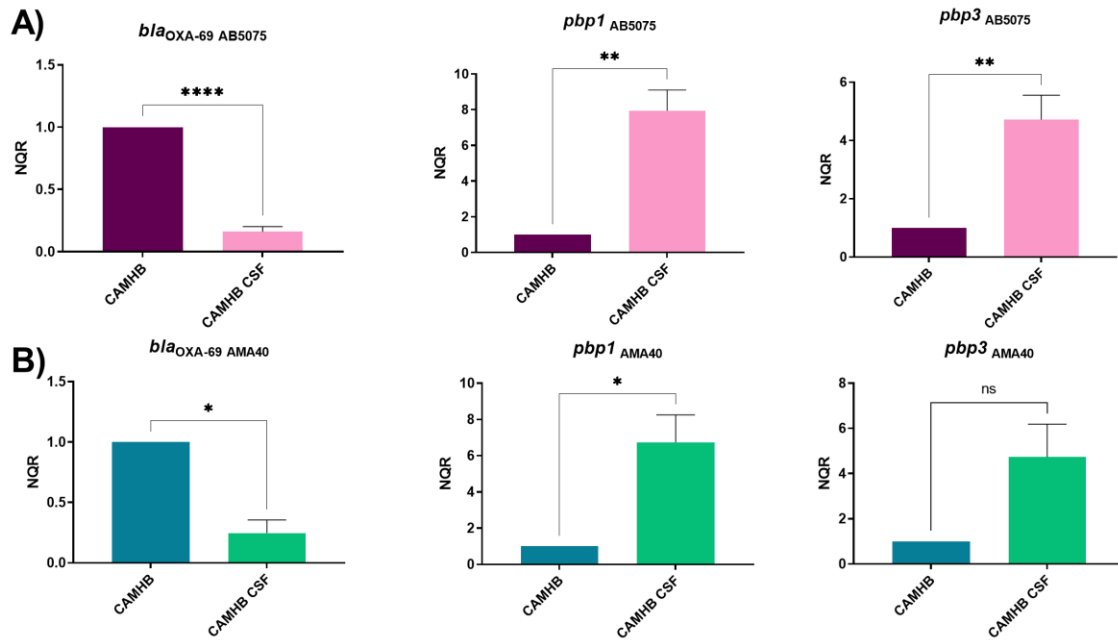 A)
blaOXA-69 AB5075
1.5
1.0
0.5
0.0
NQR
****
CAMHB
CAMHB CSF
pbp1 AB5075
10
8
6
4
2
0
NQR
**
CAMHB
CAMHB CSF
pbp3 AB5075
6
4
2
0
NQR
**
CAMHB
CAMHB CSF
B)
blaOXA-69 AMA40
1.5
1.0
0.5
0.0
NQR
*
CAMHB
CAMHB CSF
pbp1 AMA40
10
8
6
4
2
0
NQR
*
CAMHB
CAMHB CSF
pbp3 AMA40
8
6
4
2
0
NQR
ns
CAMHB
CAMHB CSF